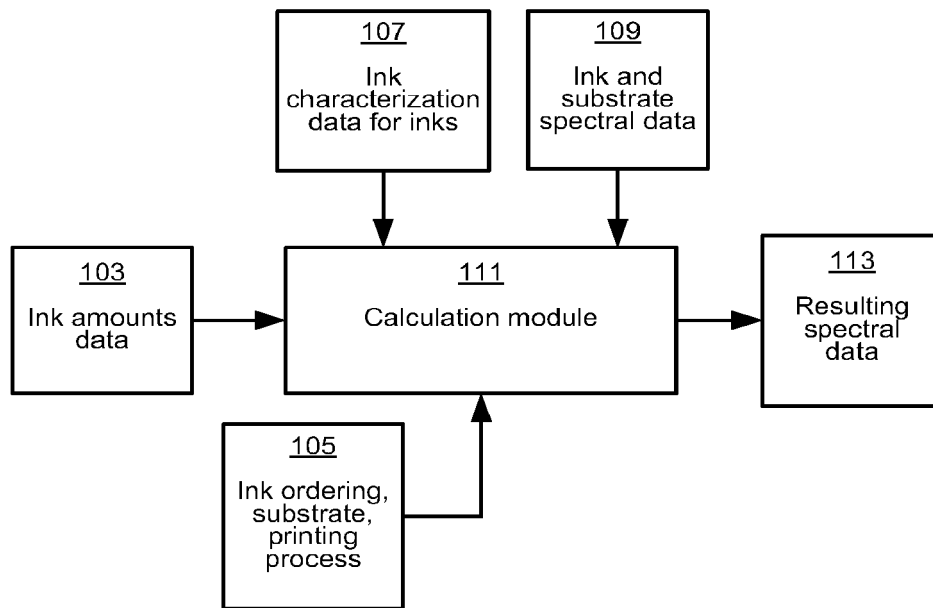 107
Ink
characterization
data for inks
109
Ink and
substrate
spectral data
103
Ink amounts
data
111
Calculation module
113
Resulting
spectral
data
105
Ink ordering,
substrate,
printing
process